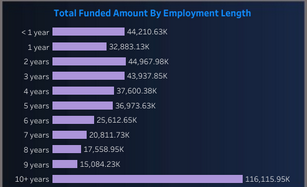 Total Funded Amount By Employment Length
< 1 year 44,210.63K
1 year 32,883.13K
2 years 44,967.98K
3 years 43,937.85K
4 years 37,600.38K
5 years 36,973.63K
6 years 25,612.65K
7 years 20,811.73K
8 years 17,558.95K
9 years 15,084.23K
10+ years 116,115.95K